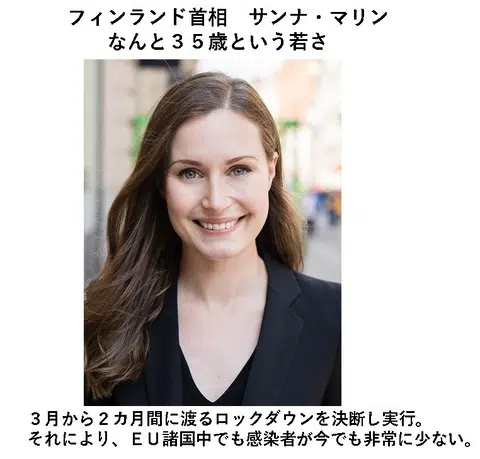 フィンランド首相　サンナ・マリン
なんと３５歳という若さ
３月から２カ月間に渡るロックダウンを決断し実行。
それにより、ＥＵ諸国中でも感染者が今でも非常に少ない。